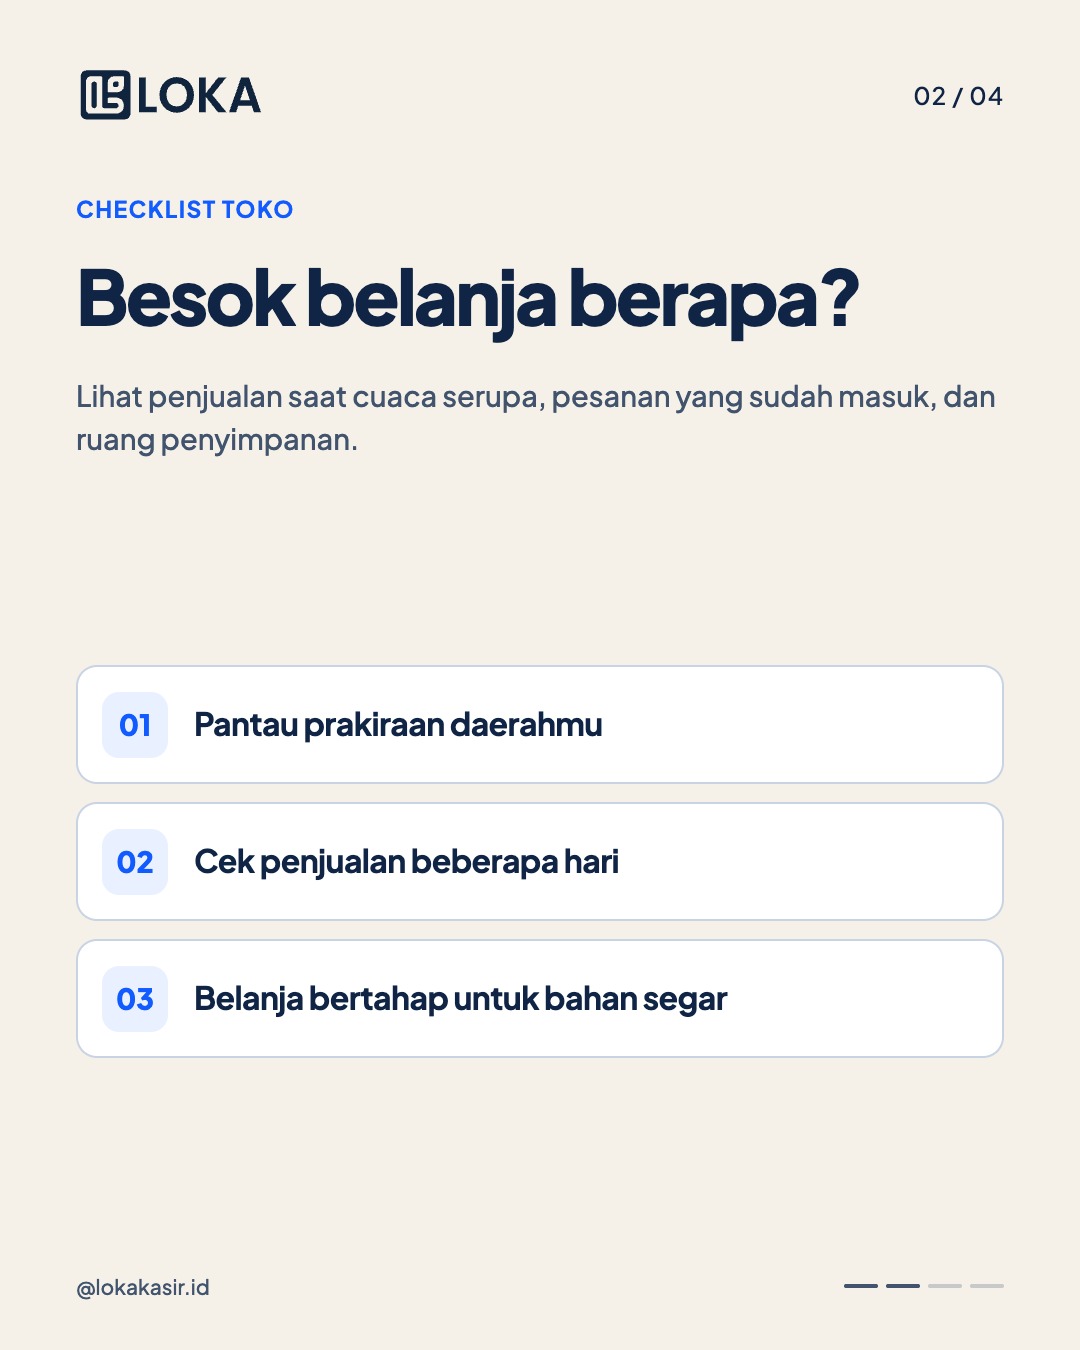 LOKA
02 / 04
CHECKLIST TOKO
Besok belanja berapa?
Lihat penjualan saat cuaca serupa, pesanan yang sudah masuk, dan
ruang penyimpanan.
01 Pantau prakiraan daerahmu
02 Cek penjualan beberapa hari
03 Belanja bertahap untuk bahan segar
@lokakasir.id